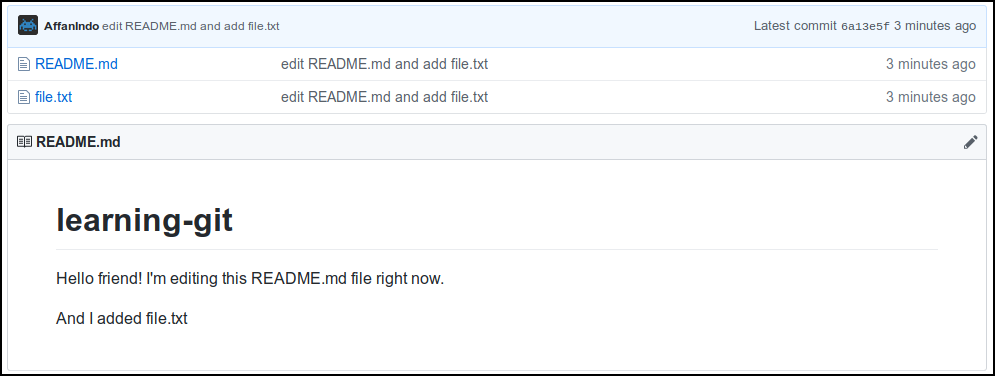 AffanIndo edit README.md and add file.txt Latest commit 6a13e5f 3 minutes ago
README.md edit README.md and add file.txt 3 minutes ago
file.txt edit README.md and add file.txt 3 minutes ago
README.md
learning-git
Hello friend! I'm editing this README.md file right now.
And I added file.txt